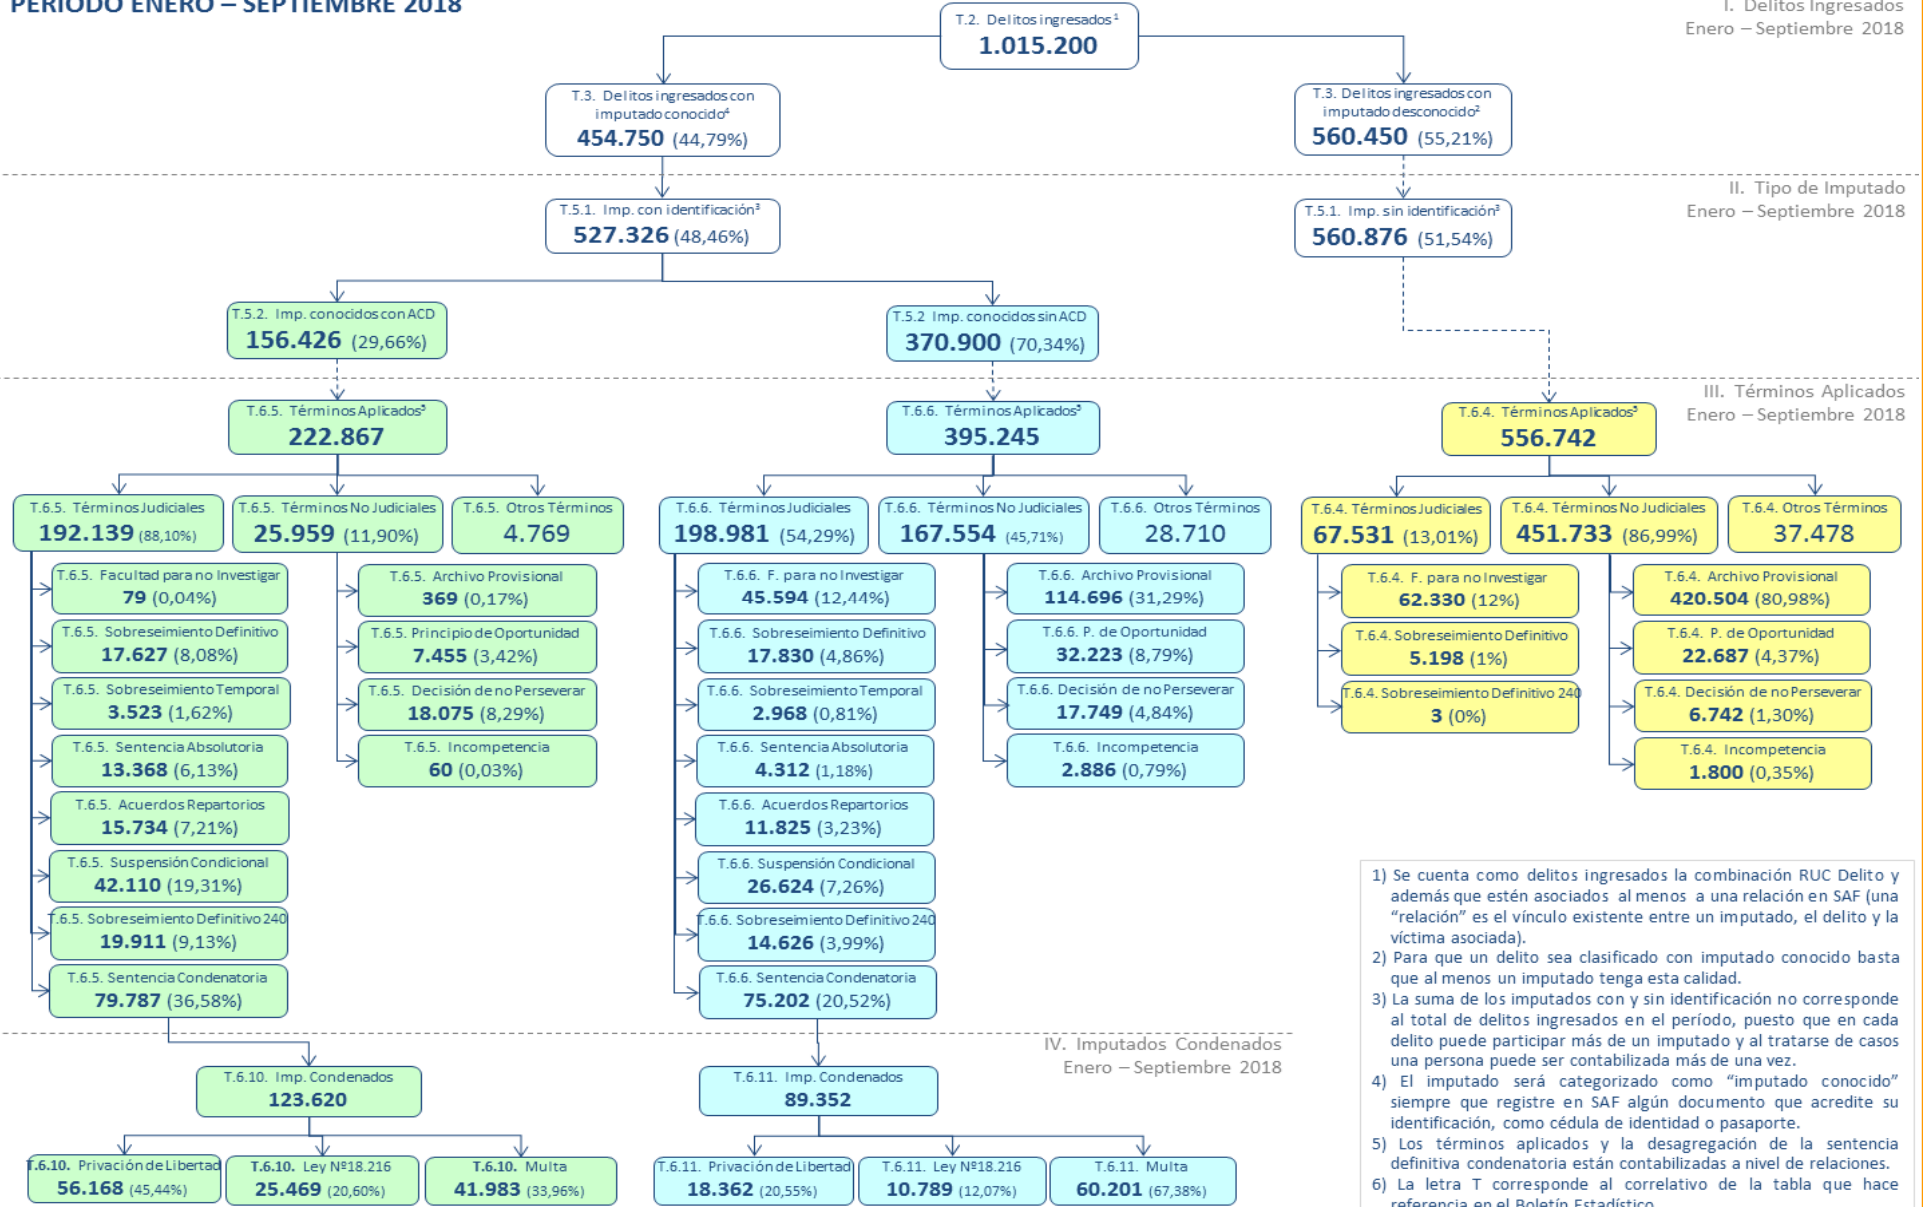 PERIODO ENERO – SEPTIEMBRE 2018
T.2. Delitos ingresados¹
1.015.200
I. Delitos Ingresados
Enero – Septiembre 2018
T.3. Delitos ingresados con
imputado conocido⁴
454.750 (44,79%)
T.3. Delitos ingresados con
imputado desconocido²
560.450 (55,21%)
II. Tipo de Imputado
Enero – Septiembre 2018
T.5.1. Imp. con identificación³
527.326 (48,46%)
T.5.1. Imp. sin identificación³
560.876 (51,54%)
T.5.2. Imp. conocidos con ACD
156.426 (29,66%)
T.5.2 Imp. conocidos sin ACD
370.900 (70,34%)
III. Términos Aplicados
Enero – Septiembre 2018
T.6.5. Términos Aplicados⁵
222.867
T.6.6. Términos Aplicados⁵
395.245
T.6.4. Términos Aplicados⁵
556.742
T.6.5. Términos Judiciales
192.139 (88,10%)
T.6.5. Términos No Judiciales
25.959 (11,90%)
T.6.5. Otros Términos
4.769
T.6.6. Términos Judiciales
198.981 (54,29%)
T.6.6. Términos No Judiciales
167.554 (45,71%)
T.6.6. Otros Términos
28.710
T.6.4. Términos Judiciales
67.531 (13,01%)
T.6.4. Términos No Judiciales
451.733 (86,99%)
T.6.4. Otros Términos
37.478
T.6.5. Facultad para no Investigar
79 (0,04%)
T.6.5. Sobreseimiento Definitivo
17.627 (8,08%)
T.6.5. Sobreseimiento Temporal
3.523 (1,62%)
T.6.5. Sentencia Absolutoria
13.368 (6,13%)
T.6.5. Acuerdos Repartorios
15.734 (7,21%)
T.6.5. Suspensión Condicional
42.110 (19,31%)
T.6.5. Sobreseimiento Definitivo 240
19.911 (9,13%)
T.6.5. Sentencia Condenatoria
79.787 (36,58%)
T.6.5. Archivo Provisional
369 (0,17%)
T.6.5. Principio de Oportunidad
7.455 (3,42%)
T.6.5. Decisión de no Perseverar
18.075 (8,29%)
T.6.5. Incompetencia
60 (0,03%)
T.6.6. F. para no Investigar
45.594 (12,44%)
T.6.6. Sobreseimiento Definitivo
17.830 (4,86%)
T.6.6. Sobreseimiento Temporal
2.968 (0,81%)
T.6.6. Sentencia Absolutoria
4.312 (1,18%)
T.6.6. Acuerdos Repartorios
11.825 (3,23%)
T.6.6. Suspensión Condicional
26.624 (7,26%)
T.6.6. Sobreseimiento Definitivo 240
14.626 (3,99%)
T.6.6. Sentencia Condenatoria
75.202 (20,52%)
T.6.6. Archivo Provisional
114.696 (31,29%)
T.6.6. P. de Oportunidad
32.223 (8,79%)
T.6.6. Decisión de no Perseverar
17.749 (4,84%)
T.6.6. Incompetencia
2.886 (0,79%)
T.6.4. F. para no Investigar
62.330 (12%)
T.6.4. Sobreseimiento Definitivo
5.198 (1%)
T.6.4. Sobreseimiento Definitivo 240
3 (0%)
T.6.4. Archivo Provisional
420.504 (80,98%)
T.6.4. P. de Oportunidad
22.687 (4,37%)
T.6.4. Decisión de no Perseverar
6.742 (1,30%)
T.6.4. Incompetencia
1.800 (0,35%)
IV. Imputados Condenados
Enero – Septiembre 2018
T.6.10. Imp. Condenados
123.620
T.6.11. Imp. Condenados
89.352
T.6.10. Privación de Libertad
56.168 (45,44%)
T.6.10. Ley Nº18.216
25.469 (20,60%)
T.6.10. Multa
41.983 (33,96%)
T.6.11. Privación de Libertad
18.362 (20,55%)
T.6.11. Ley Nº18.216
10.789 (12,07%)
T.6.11. Multa
60.201 (67,38%)
1) Se cuenta como delitos ingresados la combinación RUC Delito y
además que estén asociados al menos a una relación en SAF (una
“relación” es el vínculo existente entre un imputado, el delito y la
víctima asociada).
2) Para que un delito sea clasificado con imputado conocido basta
que al menos un imputado tenga esta calidad.
3) La suma de los imputados con y sin identificación no corresponde
al total de delitos ingresados en el período, puesto que en cada
delito puede participar más de un imputado y al tratarse de casos
una persona puede ser contabilizada más de una vez.
4) El imputado será categorizado como “imputado conocido”
siempre que registre en SAF algún documento que acredite su
identificación, como cédula de identidad o pasaporte.
5) Los términos aplicados y la desagregación de la sentencia
definitiva condenatoria están contabilizadas a nivel de relaciones.
6) La letra T corresponde al correlativo de la tabla que hace
referencia en el Boletín Estadístico.